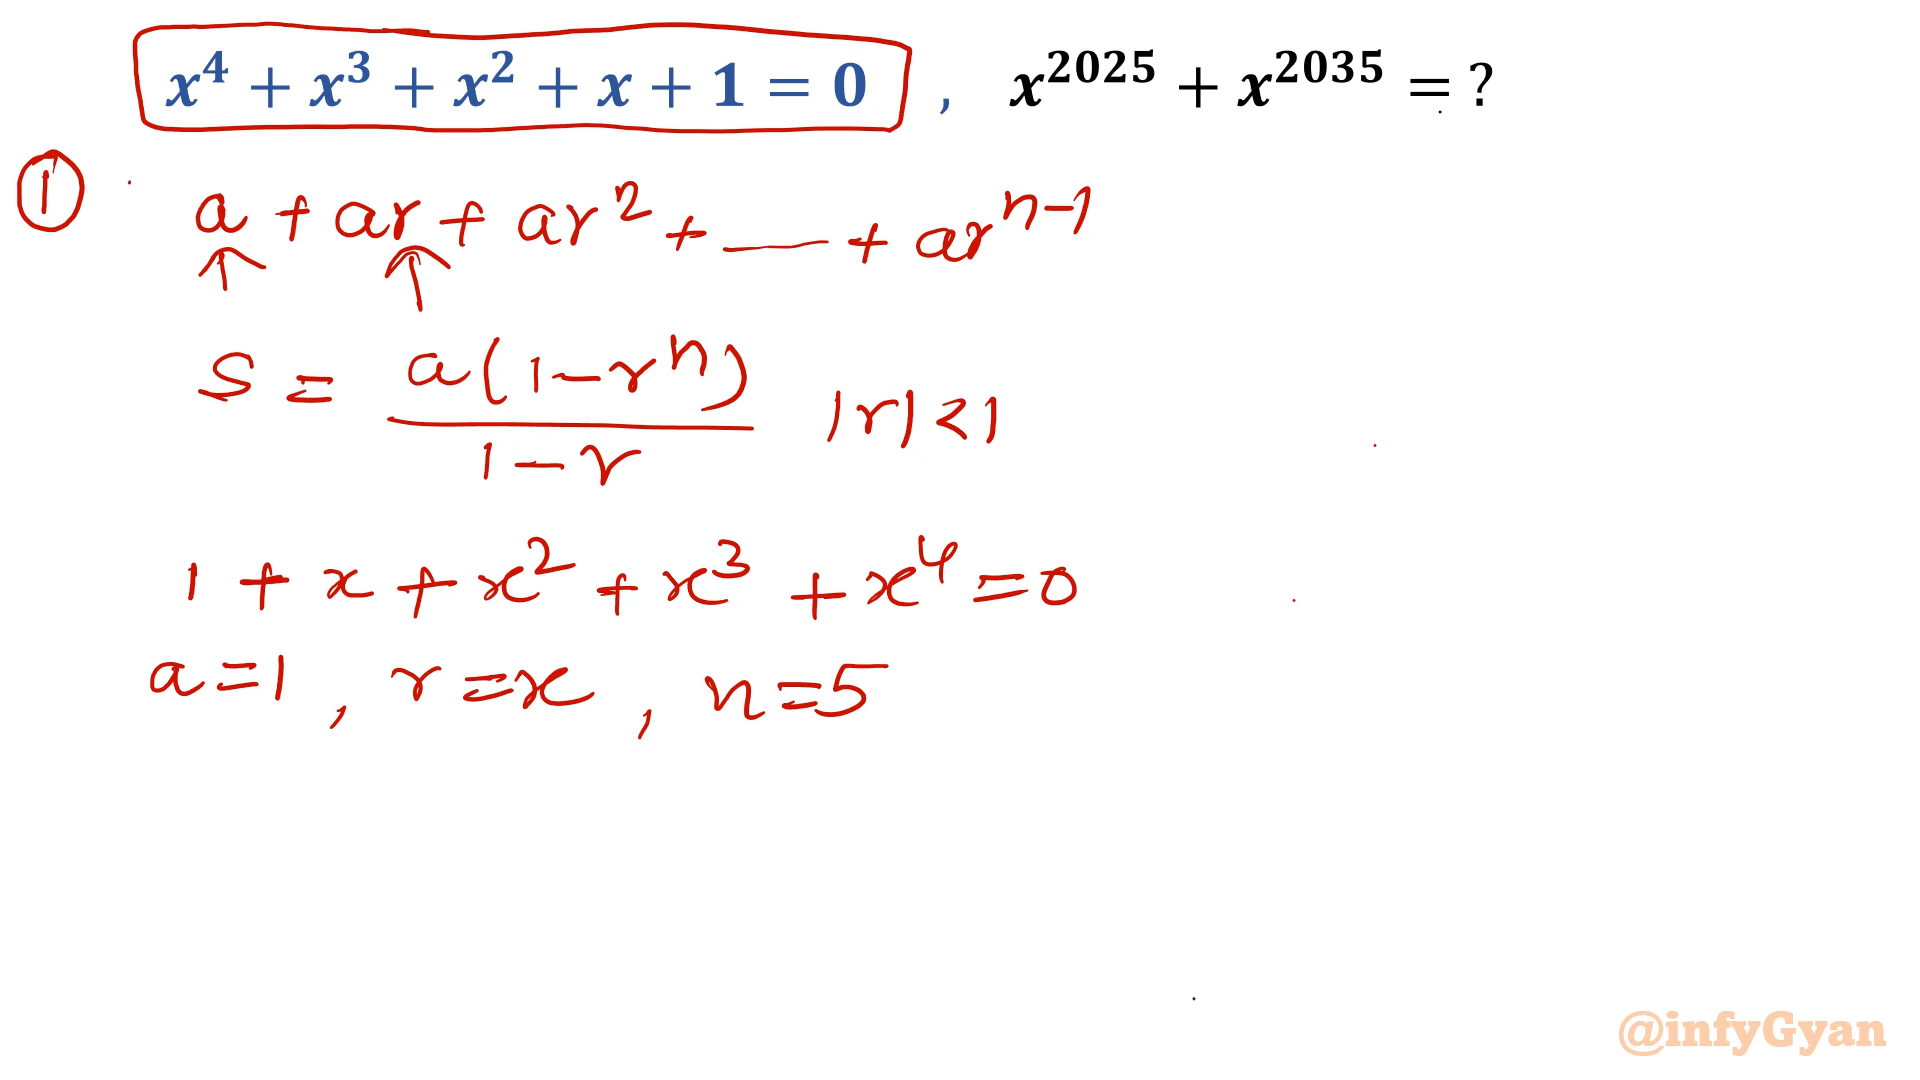 x⁴ + x³ + x² + x + 1 = 0 , x²⁰²⁵ + x²⁰³⁵ = ?
① a + ar + ar² + —— + arⁿ⁻¹
↑ ↑
S = a(1-rⁿ) / 1-r |r|<1
1 + x + x² + x³ + x⁴ = 0
a=1 , r=x , n=5
@infyGyan